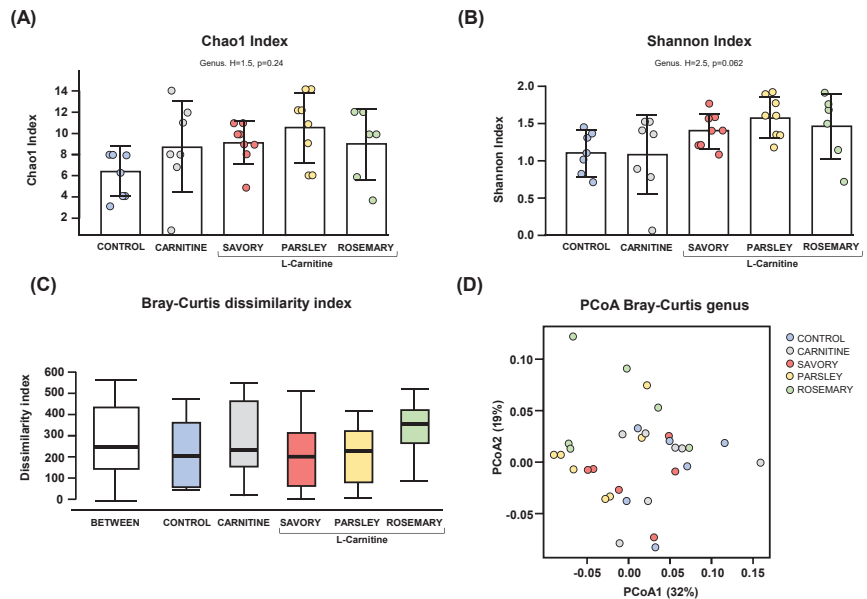 (A)
Chao1 Index
Genus. H=1.5, p=0.24
Chao1 Index
14
12
10
8
6
4
2
CONTROL CARNITINE SAVORY PARSLEY ROSEMARY
L-Carnitine
(B)
Shannon Index
Genus. H=2.5, p=0.062
Shannon Index
2.0
1.5
1.0
0.5
0.0
CONTROL CARNITINE SAVORY PARSLEY ROSEMARY
L-Carnitine
(C)
Bray-Curtis dissimilarity index
Dissimilarity index
600
500
400
300
200
100
0
BETWEEN CONTROL CARNITINE SAVORY PARSLEY ROSEMARY
L-Carnitine
(D)
PCoA Bray-Curtis genus
PCoA2 (19%)
0.10
0.05
0.00
-0.05
-0.05 0.00 0.05 0.10 0.15
PCoA1 (32%)
CONTROL
CARNITINE
SAVORY
PARSLEY
ROSEMARY